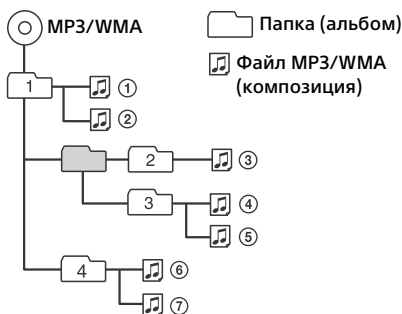 MP3/WMA
Папка (альбом)
Файл MP3/WMA
(композиция)
1
①
②
2
③
3
④
⑤
4
⑥
⑦